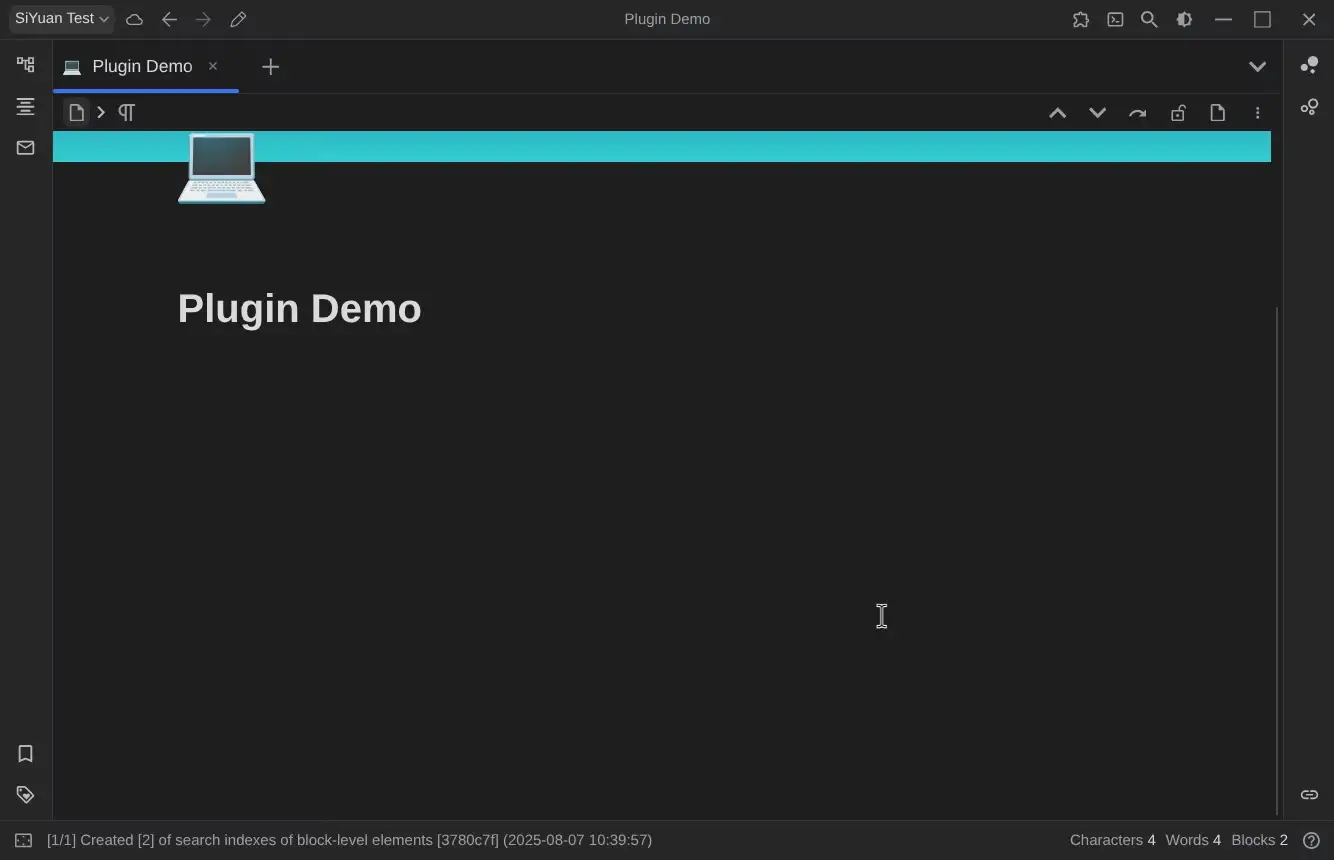 SiYuan Test
Plugin Demo
Plugin Demo
Plugin Demo
[1/1] Created [2] of search indexes of block-level elements [3780c7f] (2025-08-07 10:39:57)
Characters 4 Words 4 Blocks 2